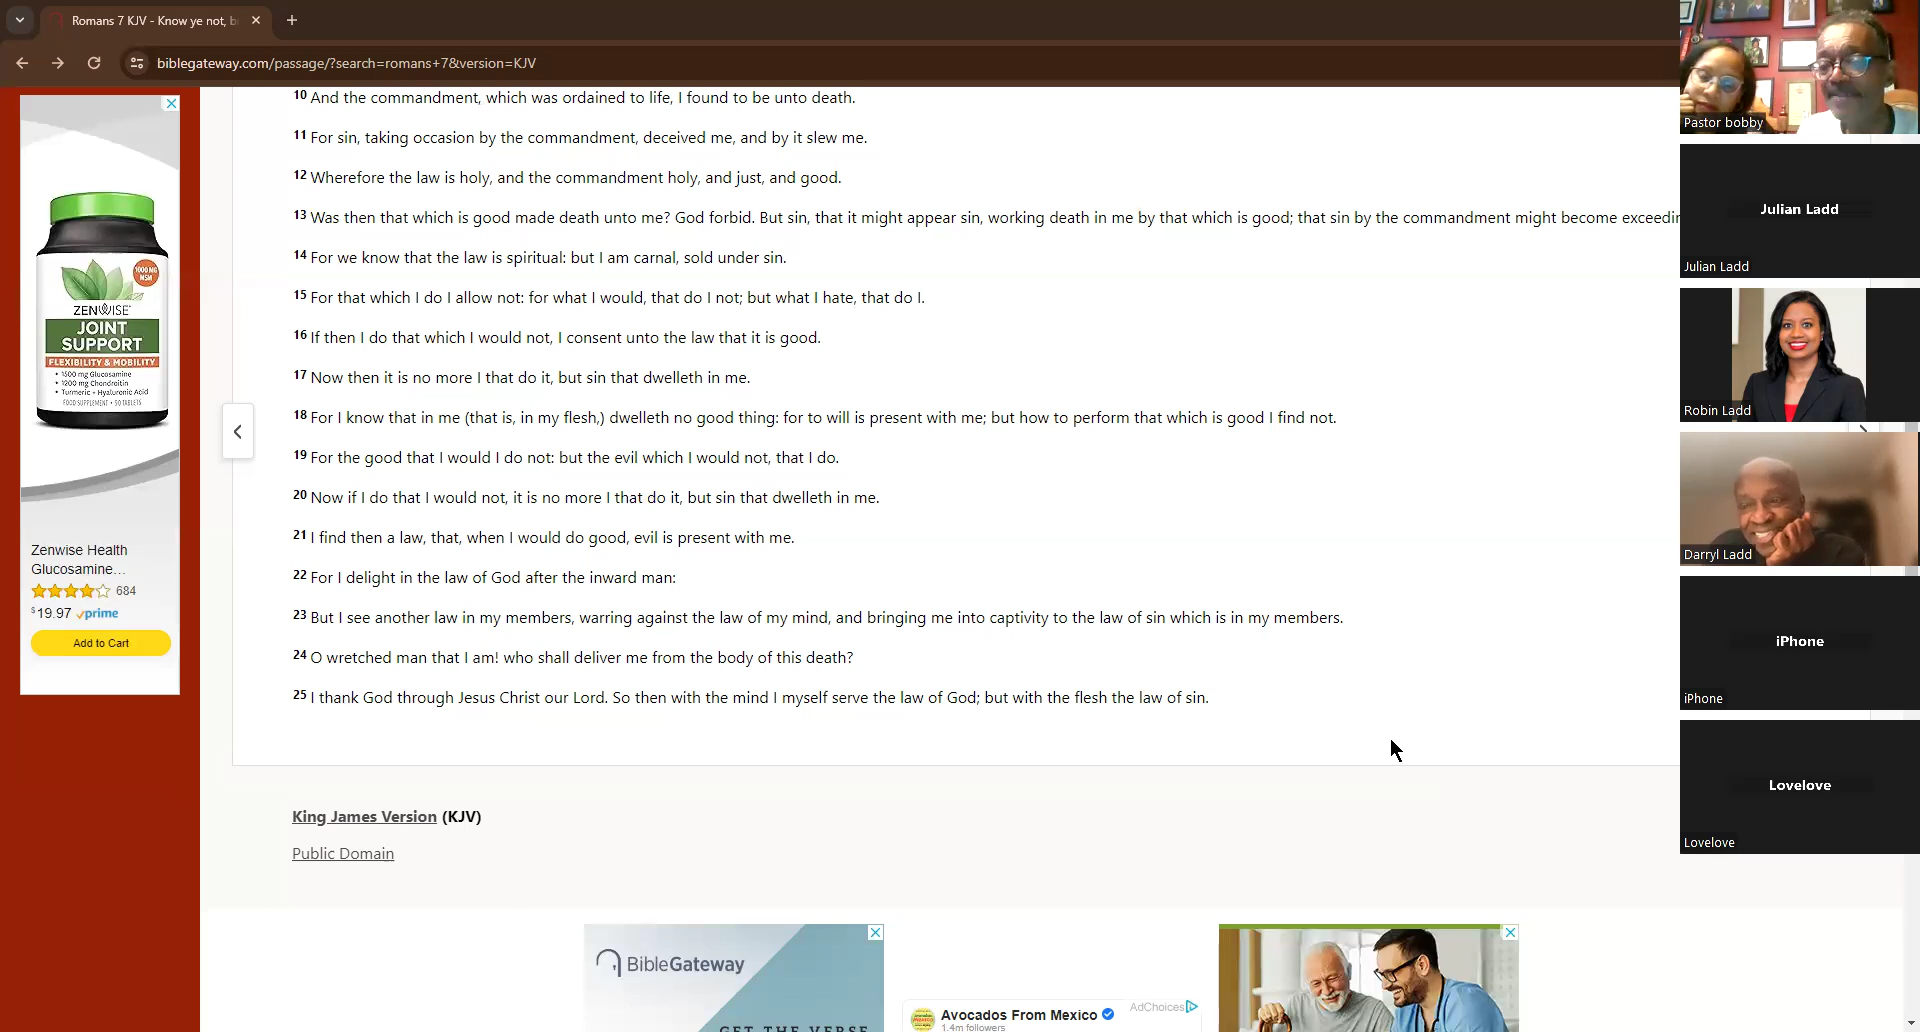 Romans 7 KJV - Know ye not, b
biblegateway.com/passage/?search=romans+7&version=KJV
10 And the commandment, which was ordained to life, I found to be unto death.
11 For sin, taking occasion by the commandment, deceived me, and by it slew me.
12 Wherefore the law is holy, and the commandment holy, and just, and good.
13 Was then that which is good made death unto me? God forbid. But sin, that it might appear sin, working death in me by that which is good; that sin by the commandment might become exceedin
14 For we know that the law is spiritual: but I am carnal, sold under sin.
15 For that which I do I allow not: for what I would, that do I not; but what I hate, that do I.
16 If then I do that which I would not, I consent unto the law that it is good.
17 Now then it is no more I that do it, but sin that dwelleth in me.
18 For I know that in me (that is, in my flesh,) dwelleth no good thing: for to will is present with me; but how to perform that which is good I find not.
19 For the good that I would I do not: but the evil which I would not, that I do.
20 Now if I do that I would not, it is no more I that do it, but sin that dwelleth in me.
21 I find then a law, that, when I would do good, evil is present with me.
22 For I delight in the law of God after the inward man:
23 But I see another law in my members, warring against the law of my mind, and bringing me into captivity to the law of sin which is in my members.
24 O wretched man that I am! who shall deliver me from the body of this death?
25 I thank God through Jesus Christ our Lord. So then with the mind I myself serve the law of God; but with the flesh the law of sin.
King James Version (KJV)
Public Domain
1000 MG
MSM
ZENWISE
JOINT
SUPPORT
FLEXIBILITY & MOBILITY
• 1500 mg Glucosamine
• 1200 mg Chondroitin
• Turmeric + Hyaluronic Acid
FOOD SUPPLEMENT • 90 TABLETS
Zenwise Health
Glucosamine...
684
$19.97 prime
Add to Cart
BibleGateway
GET THE VERSE
AdChoices
Avocados From Mexico
1.4m followers
Pastor bobby
Julian Ladd
Julian Ladd
Robin Ladd
Darryl Ladd
iPhone
iPhone
Lovelove
Lovelove